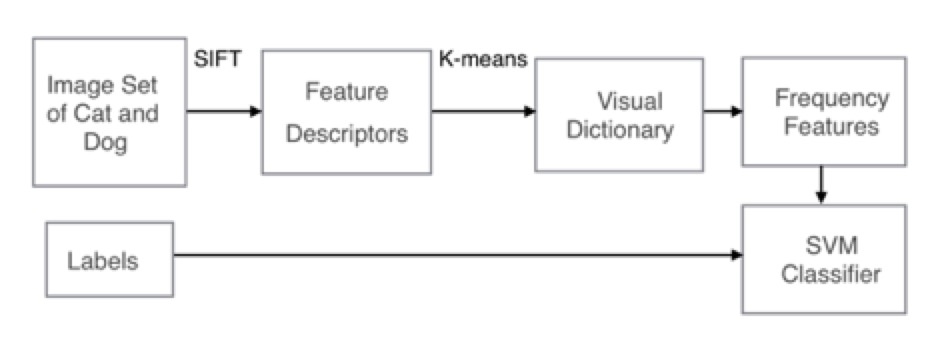 SIFT
K-means
Image Set
of Cat and
Dog
Feature
Descriptors
Visual
Dictionary
Frequency
Features
Labels
SVM
Classifier